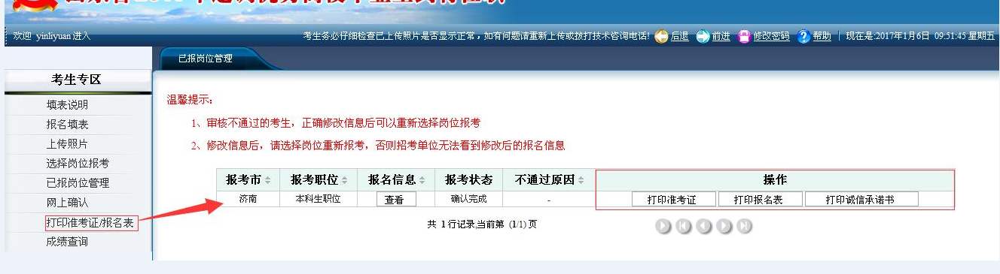 欢迎 yinliyuan 进入
考生务必仔细检查已上传照片是否显示正常，如有问题请重新上传或拨打技术咨询电话! 后退 前进 修改密码 帮助 | 现在是:2017年1月6日 09:51:45 星期五
已报岗位管理
考生专区
填表说明
报名填表
上传照片
选择岗位报考
已报岗位管理
网上确认
打印准考证/报名表
成绩查询
温馨提示：
1、审核不通过的考生，正确修改信息后可以重新选择岗位报考
2、修改信息后，请选择岗位重新报考，否则招考单位无法看到修改后的报名信息
报考市 报考职位 报名信息 报考状态 不通过原因 操作
济南 本科生职位 查看 确认完成 - 打印准考证 打印报名表 打印诚信承诺书
共 1 行记录,当前第 (1/1) 页